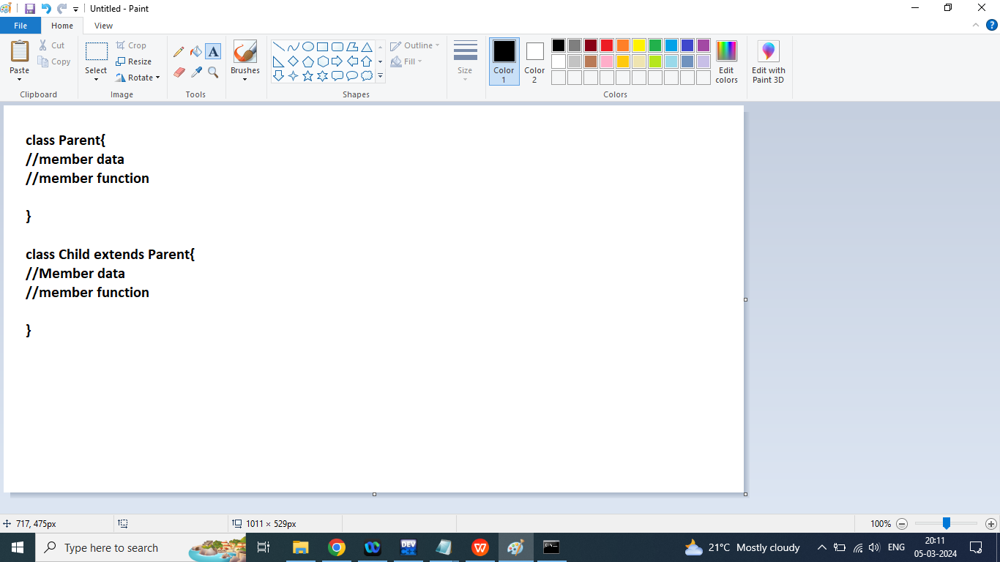 Untitled - Paint
File
Home
View
Paste
Cut
Copy
Clipboard
Select
Crop
Resize
Rotate
Image
A
Tools
Brushes
Shapes
Outline
Fill
Size
Color 1
Color 2
Colors
Edit colors
Edit with Paint 3D
class Parent{
//member data
//member function
}
class Child extends Parent{
//Member data
//member function
}
717, 475px
1011 × 529px
100%
Type here to search
DEV
21°C Mostly cloudy
ENG
20:11
05-03-2024